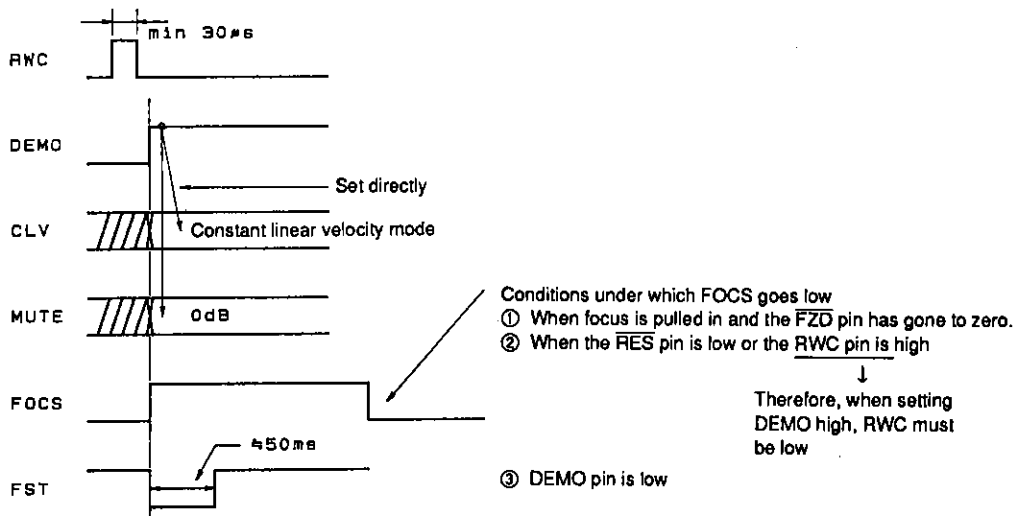 min 30μs
RWC
DEMO
Set directly
CLV
Constant linear velocity mode
MUTE
0dB
Conditions under which FOCS goes low
① When focus is pulled in and the F̅Z̅D̅ pin has gone to zero.
② When the R̅E̅S̅ pin is low or the RWC pin is high
↓
Therefore, when setting
DEMO high, RWC must
be low
FOCS
≒50ms
FST
③ DEMO pin is low